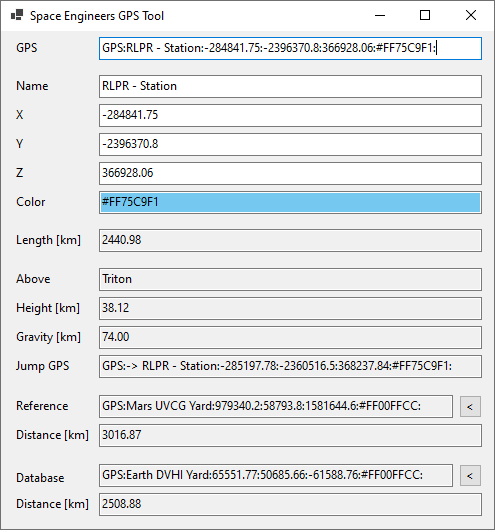 Space Engineers GPS Tool
GPS GPS:RLPR - Station:-284841.75:-2396370.8:366928.06:#FF75C9F1:
Name RLPR - Station
X -284841.75
Y -2396370.8
Z 366928.06
Color #FF75C9F1
Length [km] 2440.98
Above Triton
Height [km] 38.12
Gravity [km] 74.00
Jump GPS GPS:-> RLPR - Station:-285197.78:-2360516.5:368237.84:#FF75C9F1:
Reference GPS:Mars UVCG Yard:979340.2:58793.8:1581644.6:#FF00FFCC: <
Distance [km] 3016.87
Database GPS:Earth DVHI Yard:65551.77:50685.66:-61588.76:#FF00FFCC: <
Distance [km] 2508.88